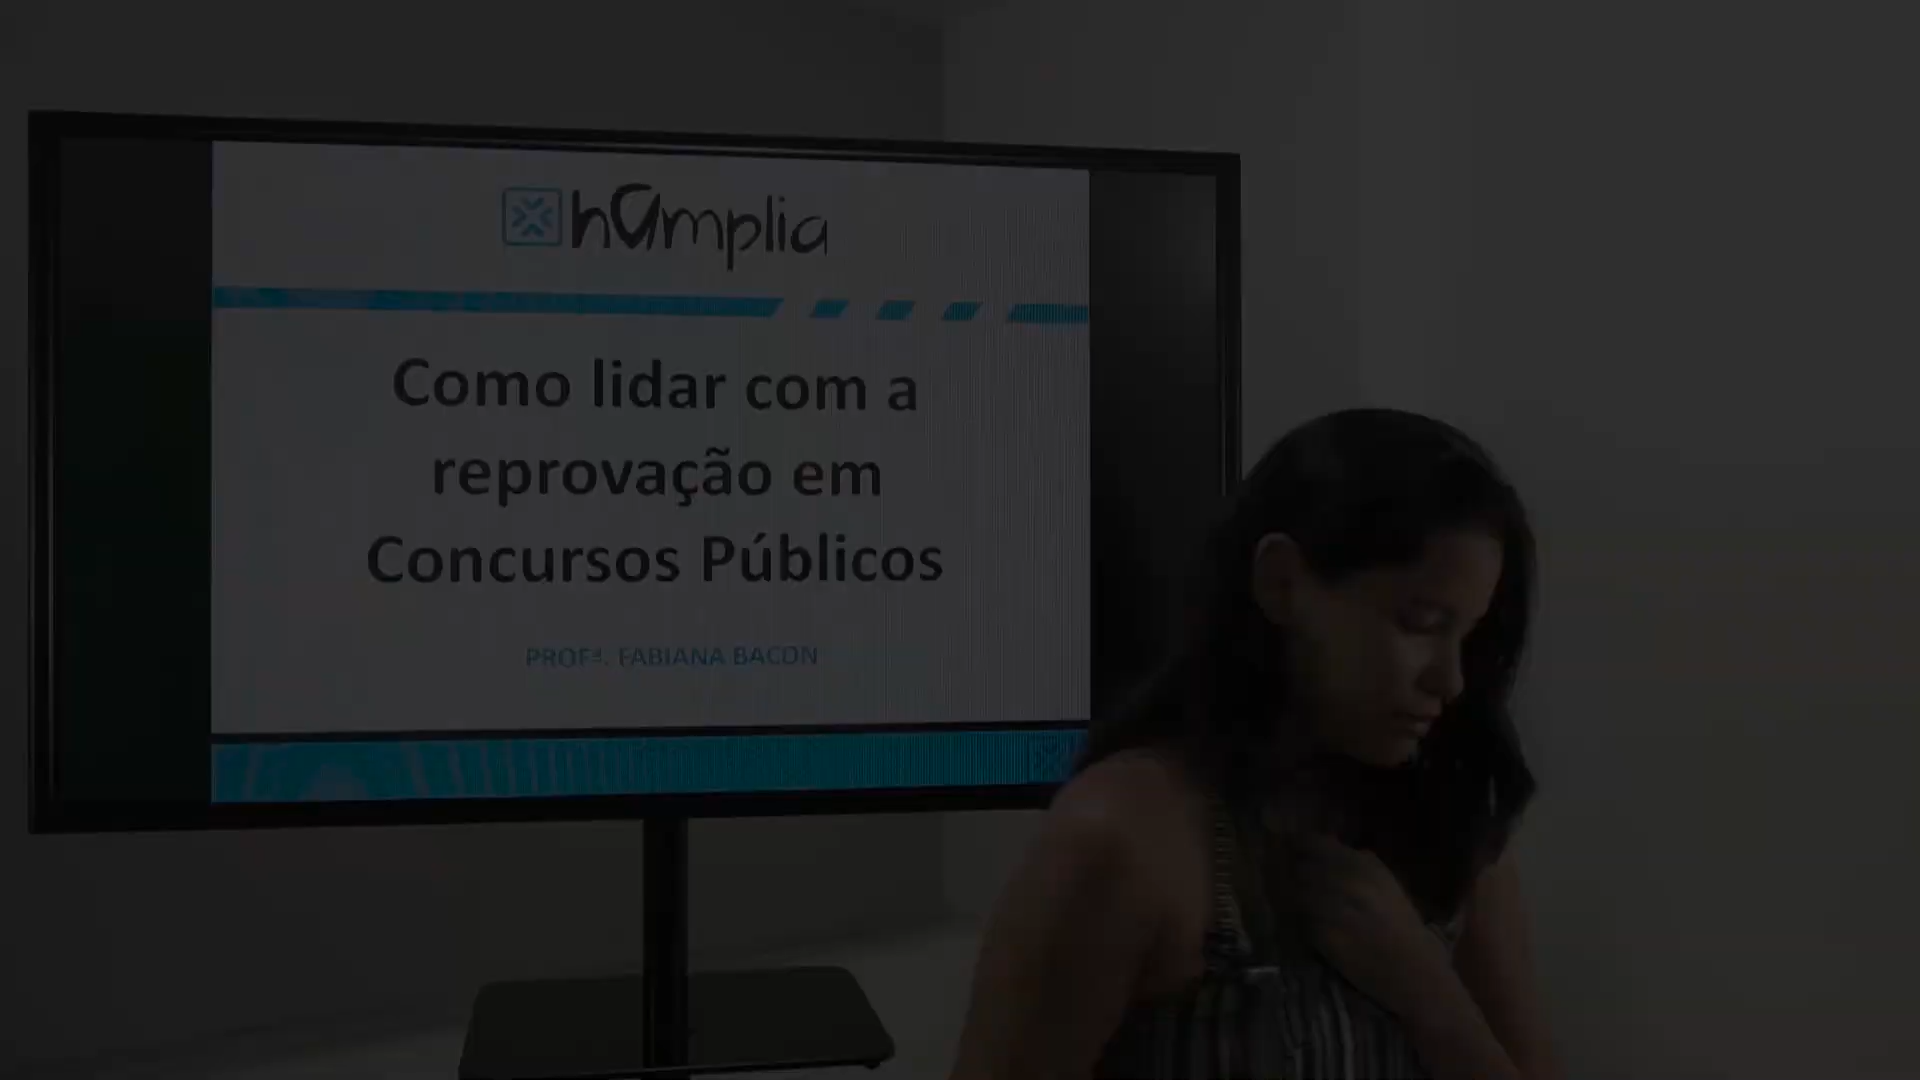 hamplia
Como lidar com a
reprovação em
Concursos Públicos
PROFª. FABIANA BACON